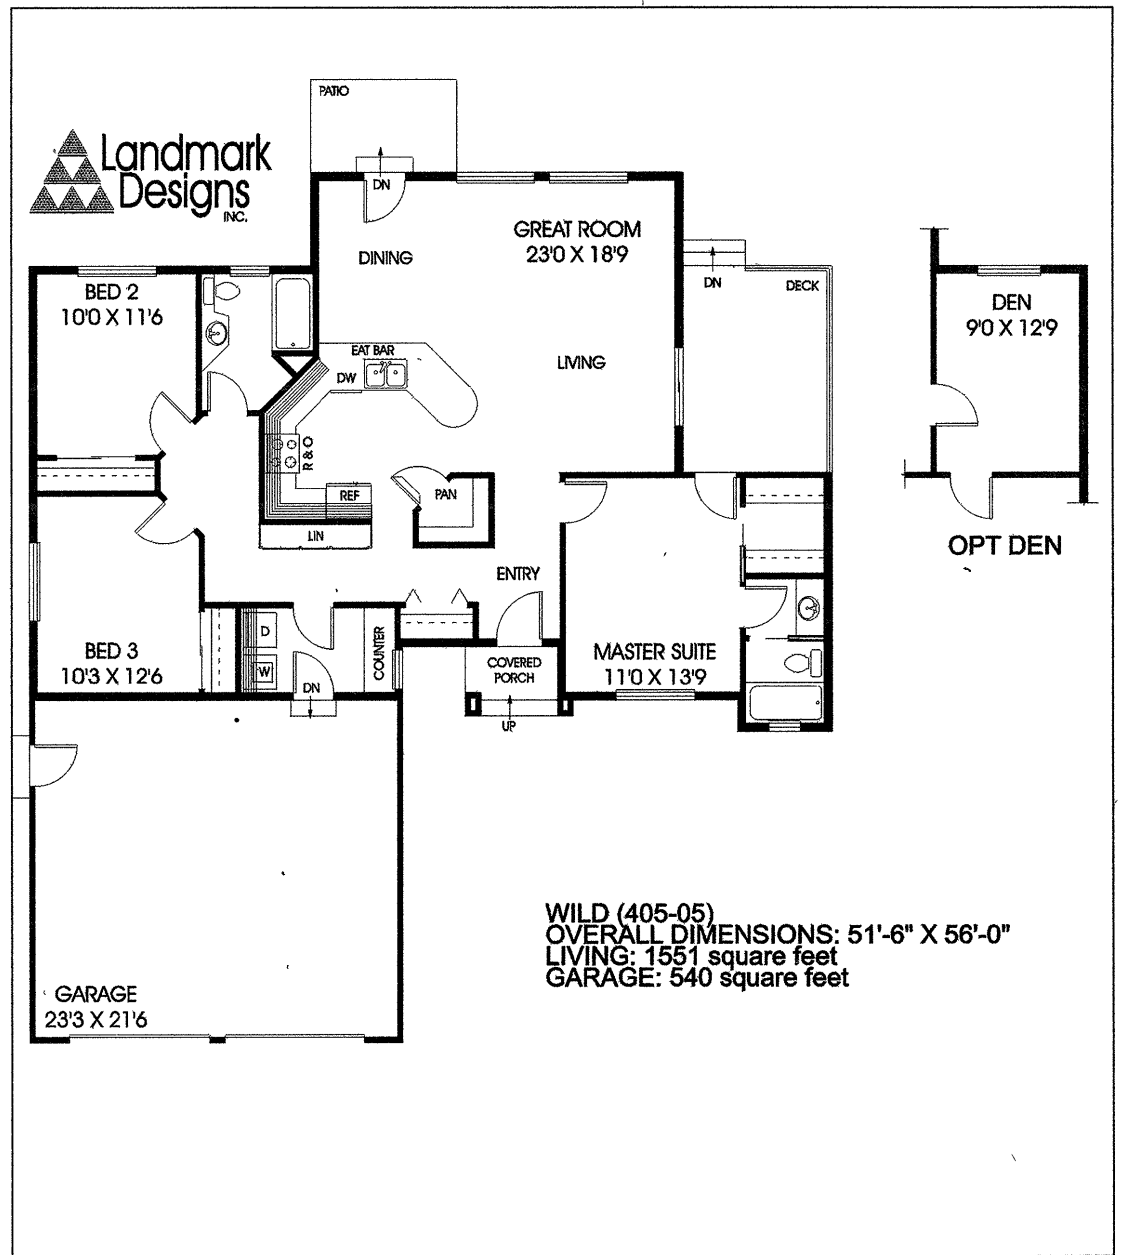 PATIO
Landmark
Designs
INC.
DN
GREAT ROOM
23'0 X 18'9
DINING
DN
DECK
BED 2
10'0 X 11'6
DEN
9'0 X 12'9
EAT BAR
DW
LIVING
R & O
REF
PAN
LIN
OPT DEN
ENTRY
D
W
COUNTER
DN
BED 3
10'3 X 12'6
COVERED
PORCH
UP
MASTER SUITE
11'0 X 13'9
WILD (405-05)
OVERALL DIMENSIONS: 51'-6" X 56'-0"
LIVING: 1551 square feet
GARAGE: 540 square feet
GARAGE
23'3 X 21'6